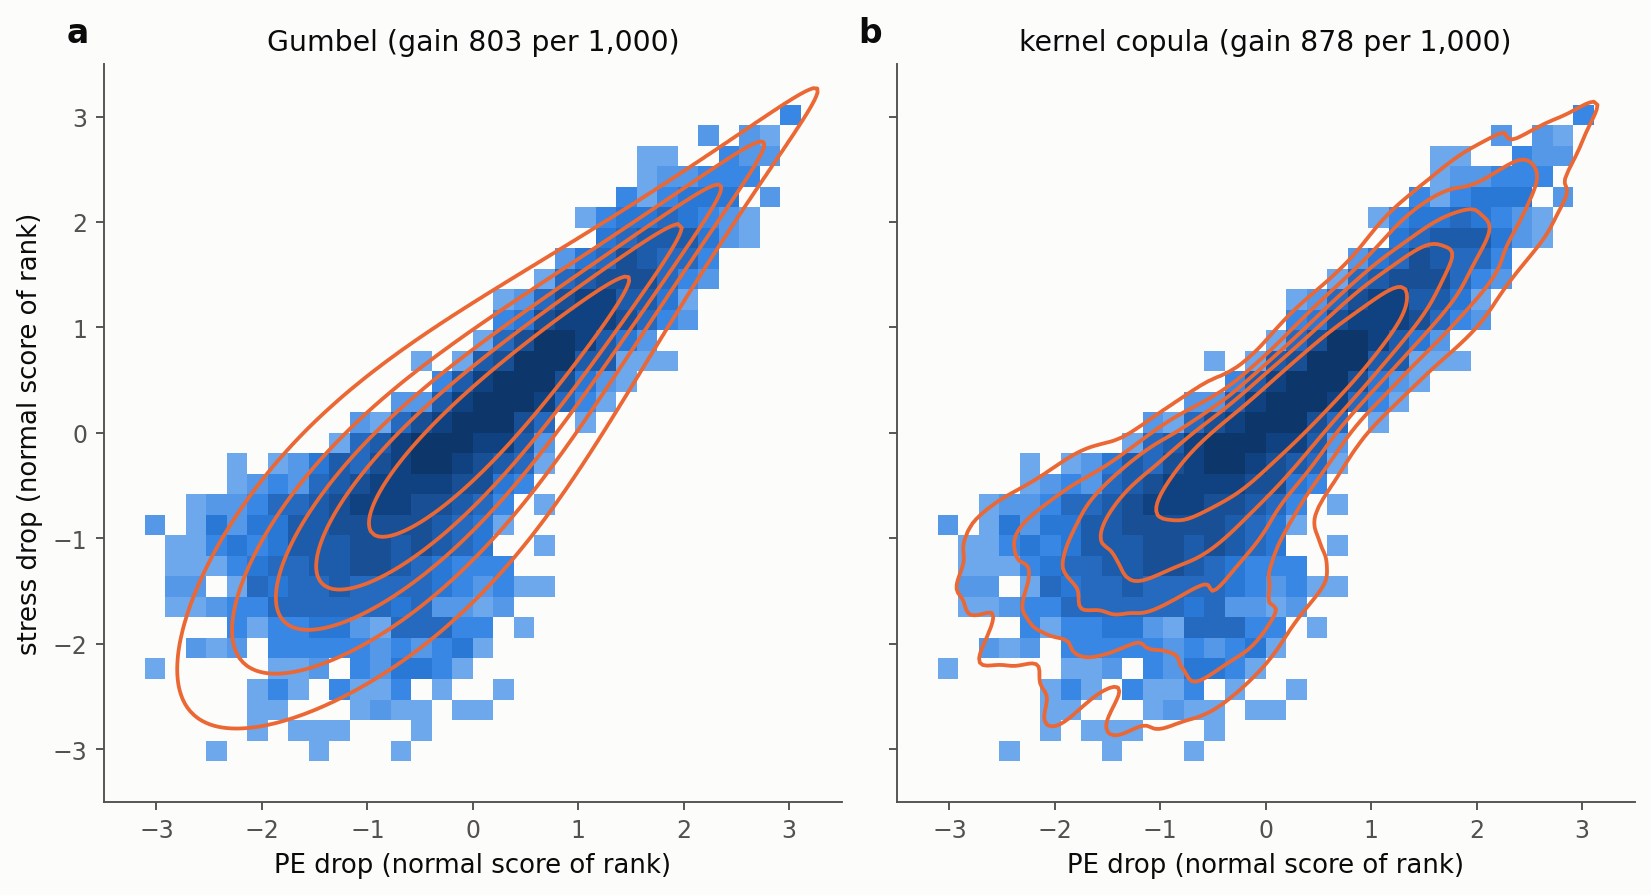 a
Gumbel (gain 803 per 1,000)
3
2
1
0
−1
−2
−3
stress drop (normal score of rank)
−3 −2 −1 0 1 2 3
PE drop (normal score of rank)
b
kernel copula (gain 878 per 1,000)
−3 −2 −1 0 1 2 3
PE drop (normal score of rank)